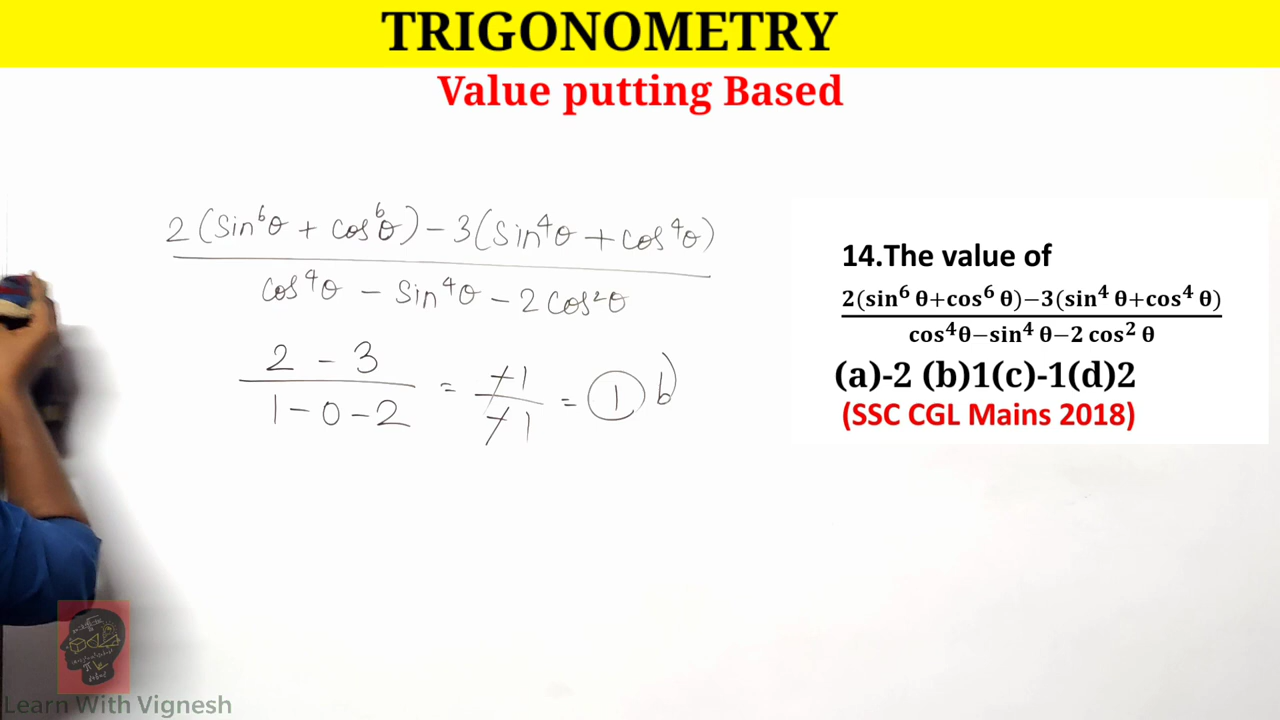 TRIGONOMETRY
Value putting Based
2 (Sin⁶θ + cos⁶θ) – 3(Sin⁴θ + cos⁴θ)
cos⁴θ – Sin⁴θ – 2 Cos²θ
2 – 3
1 – 0 – 2
= -1
-1
= 1 b)
14.The value of
2(sin⁶ θ+cos⁶ θ)−3(sin⁴ θ+cos⁴ θ)
cos⁴θ−sin⁴ θ−2 cos² θ
(a)-2 (b)1(c)-1(d)2
(SSC CGL Mains 2018)
Learn With Vignesh